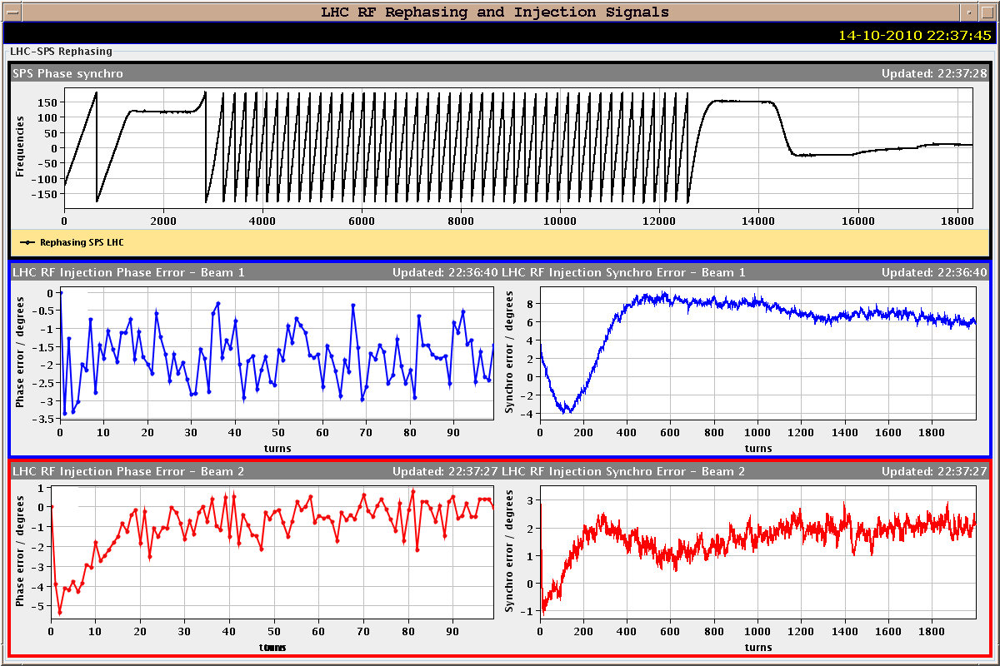 LHC RF Rephasing and Injection Signals
14-10-2010 22:37:45
LHC-SPS Rephasing
SPS Phase synchro Updated: 22:37:28
Frequencies
150
100
50
0
-50
-100
-150
0 2000 4000 6000 8000 10000 12000 14000 16000 18000
Rephasing SPS LHC
LHC RF Injection Phase Error - Beam 1 Updated: 22:36:40
Phase error / degrees
0
-0.5
-1
-1.5
-2
-2.5
-3
-3.5
0 10 20 30 40 50 60 70 80 90
turns
LHC RF Injection Synchro Error - Beam 1 Updated: 22:36:40
Synchro error / degrees
8
6
4
2
0
-2
-4
0 200 400 600 800 1000 1200 1400 1600 1800
turns
LHC RF Injection Phase Error - Beam 2 Updated: 22:37:27
Phase error / degrees
1
0
-1
-2
-3
-4
-5
0 10 20 30 40 50 60 70 80 90
LHC RF Injection Synchro Error - Beam 2 Updated: 22:37:27
Synchro error / degrees
3
2
1
0
-1
0 200 400 600 800 1000 1200 1400 1600 1800
turns